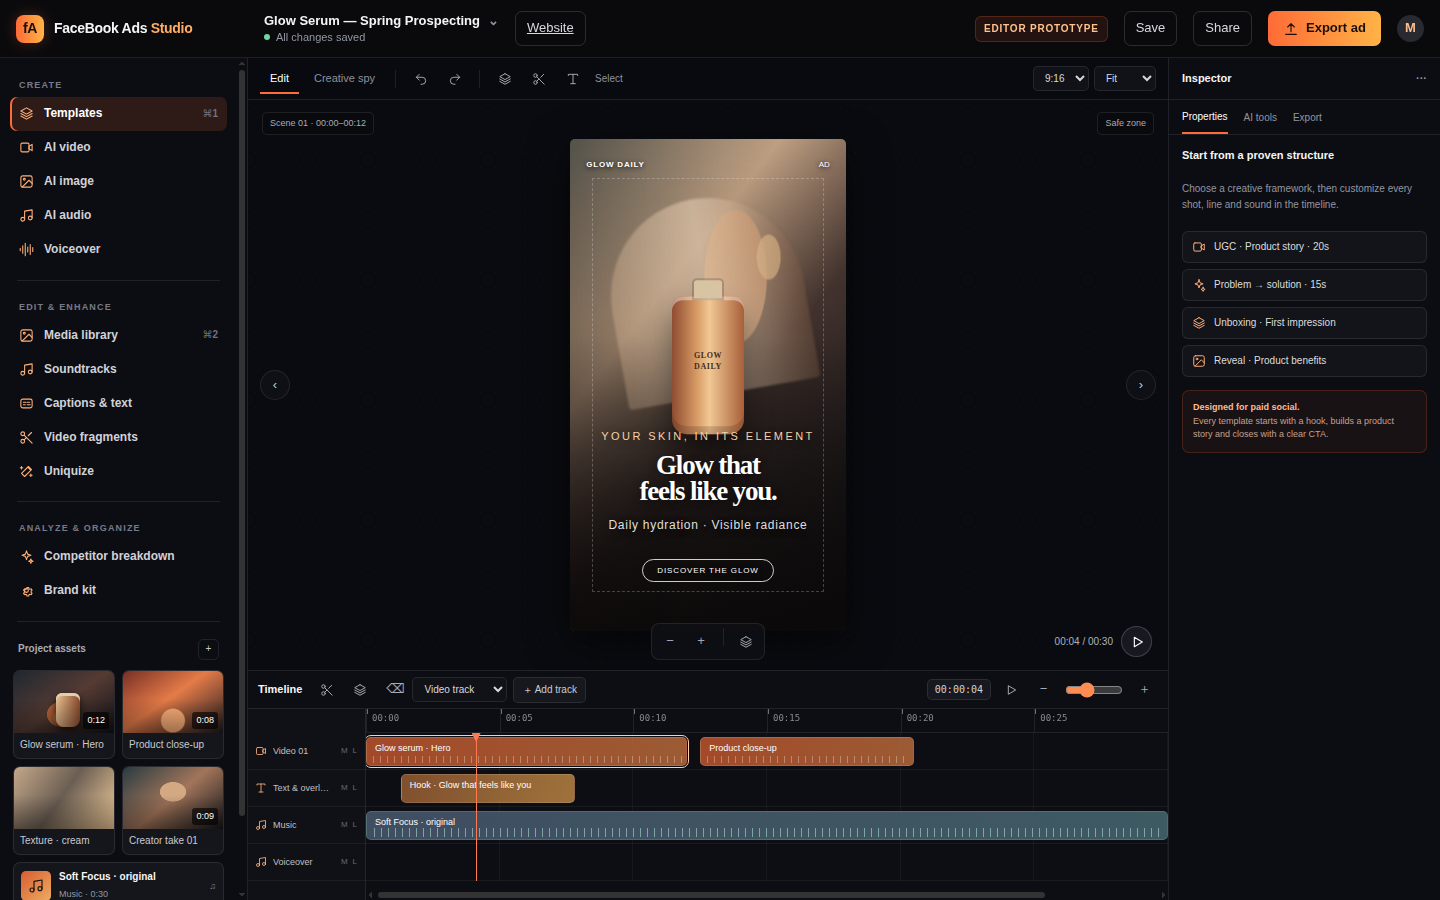 fA FaceBook Ads Studio
Glow Serum — Spring Prospecting
All changes saved
Website
EDITOR PROTOTYPE
Save
Share
Export ad
M
CREATE
Templates ⌘1
AI video
AI image
AI audio
Voiceover
EDIT & ENHANCE
Media library ⌘2
Soundtracks
Captions & text
Video fragments
Uniquize
ANALYZE & ORGANIZE
Competitor breakdown
Brand kit
Project assets +
0:12
Glow serum · Hero
0:08
Product close-up
Texture · cream
0:09
Creator take 01
Soft Focus · original
Music · 0:30
Edit
Creative spy
Select
9:16
Fit
Scene 01 · 00:00–00:12
Safe zone
GLOW DAILY
AD
GLOW
DAILY
YOUR SKIN, IN ITS ELEMENT
Glow that
feels like you.
Daily hydration · Visible radiance
DISCOVER THE GLOW
− +
00:04 / 00:30
Timeline
Video track
+ Add track
00:00:04
− +
00:00 00:05 00:10 00:15 00:20 00:25
Video 01 M L
Glow serum · Hero
Product close-up
Text & overl… M L
Hook · Glow that feels like you
Music M L
Soft Focus · original
Voiceover M L
Inspector ···
Properties
AI tools
Export
Start from a proven structure
Choose a creative framework, then customize every
shot, line and sound in the timeline.
UGC · Product story · 20s
Problem → solution · 15s
Unboxing · First impression
Reveal · Product benefits
Designed for paid social.
Every template starts with a hook, builds a product
story and closes with a clear CTA.